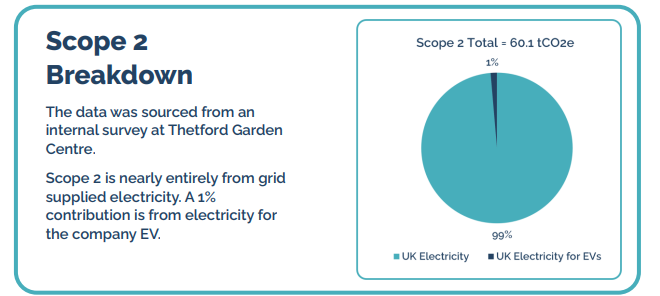 Scope 2
Breakdown
The data was sourced from an
internal survey at Thetford Garden
Centre.
Scope 2 is nearly entirely from grid
supplied electricity. A 1%
contribution is from electricity for
the company EV.
Scope 2 Total = 60.1 tCO2e
1%
99%
UK Electricity
UK Electricity for EVs